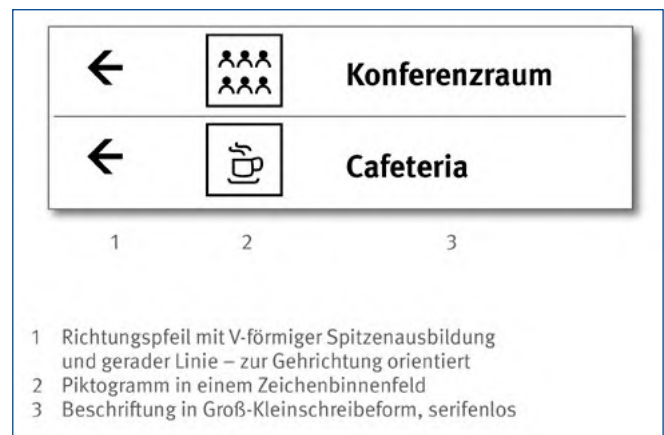 Konferenzraum
Cafeteria
1 2 3
1 Richtungspfeil mit V-förmiger Spitzenausbildung
und gerader Linie – zur Gehrichtung orientiert
2 Piktogramm in einem Zeichenbinnenfeld
3 Beschriftung in Groß-Kleinschreibeform, serifenlos